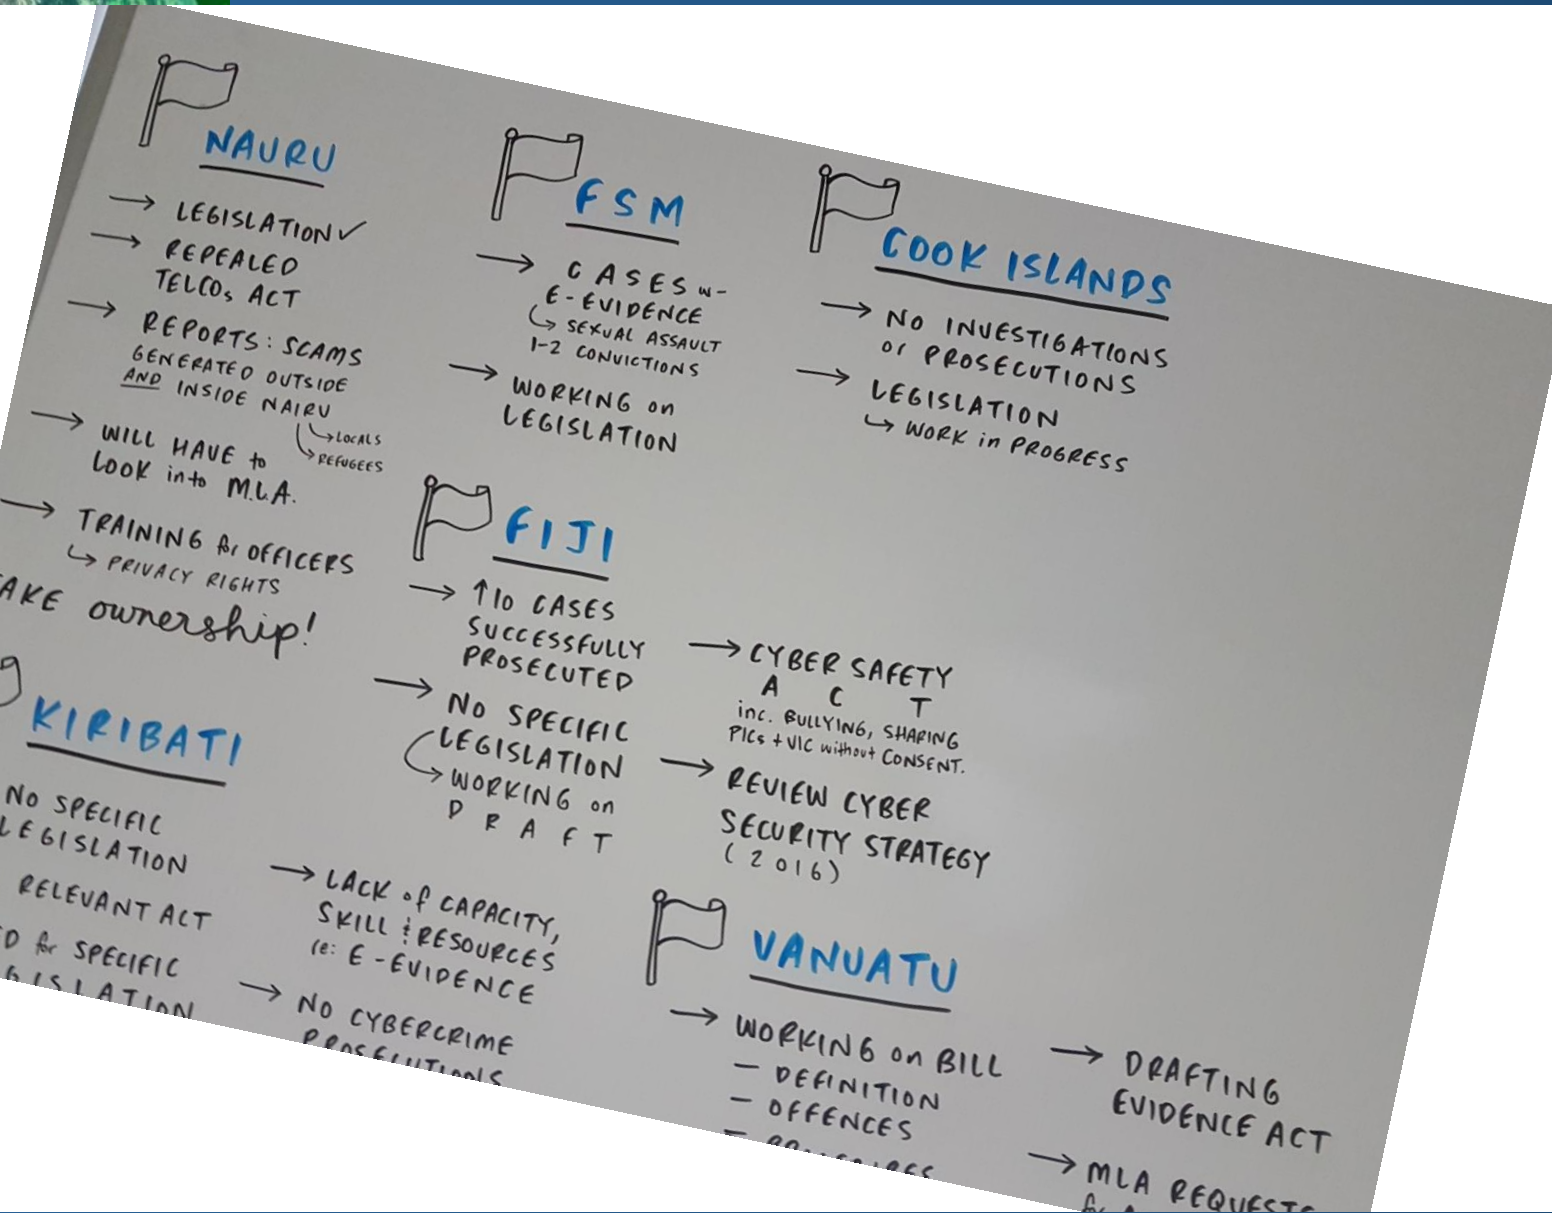 NAURU
→ LEGISLATION ✓
→ REPEALED
TELCOs ACT
→ REPORTS: SCAMS
GENERATED OUTSIDE
AND INSIDE NAIRU
↳ LOCALS
↳ REFUGEES
→ WILL HAVE to
LOOK into M.L.A.
→ TRAINING for OFFICERS
↳ PRIVACY RIGHTS
ownership!
FSM
→ CASES w-
E-EVIDENCE
↳ SEXUAL ASSAULT
1-2 CONVICTIONS
→ WORKING on
LEGISLATION
COOK ISLANDS
→ NO INVESTIGATIONS
or PROSECUTIONS
→ LEGISLATION
↳ WORK in PROGRESS
FIJI
→ ↑10 CASES
SUCCESSFULLY
PROSECUTED
→ NO SPECIFIC
LEGISLATION
↳ WORKING on
DRAFT
→ CYBER SAFETY
ACT
inc. BULLYING, SHARING
PICs + VIC without CONSENT.
→ REVIEW CYBER
SECURITY STRATEGY
(2016)
KIRIBATI
NO SPECIFIC
LEGISLATION
RELEVANT ACT
for SPECIFIC
→ LACK of CAPACITY,
SKILL & RESOURCES
ie: E-EVIDENCE
→ NO CYBERCRIME
PROSECUTIONS
VANUATU
→ WORKING on BILL
- DEFINITION
- OFFENCES
→ DRAFTING
EVIDENCE ACT
→ MLA REQUESTS